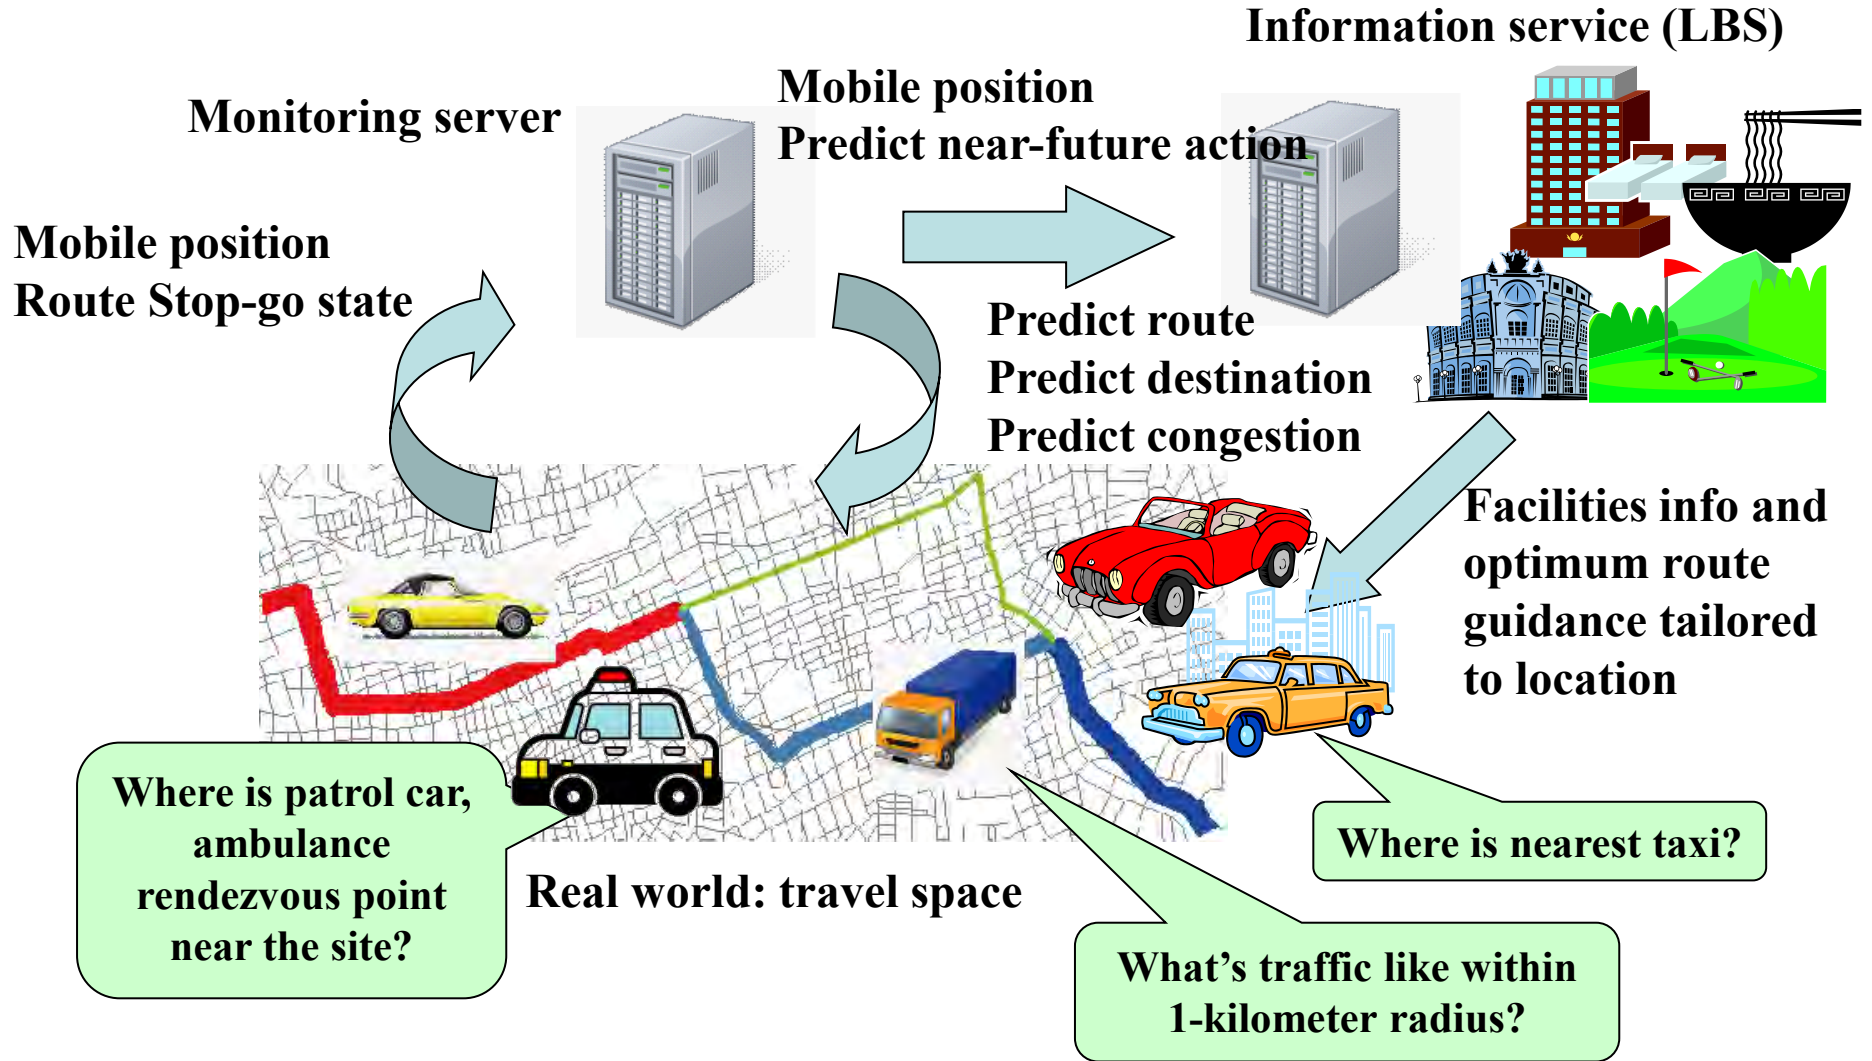 Information service (LBS)
Monitoring server
Mobile position
Predict near-future action
Mobile position
Route Stop-go state
Predict route
Predict destination
Predict congestion
Facilities info and
optimum route
guidance tailored
to location
Where is patrol car,
ambulance
rendezvous point
near the site?
Real world: travel space
Where is nearest taxi?
What’s traffic like within
1-kilometer radius?